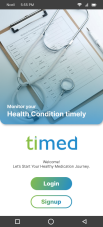 Monitor your
Health Condition timely
timed
Welcome!
Let's Start Your Healthy Medication Journey.
Login
Signup